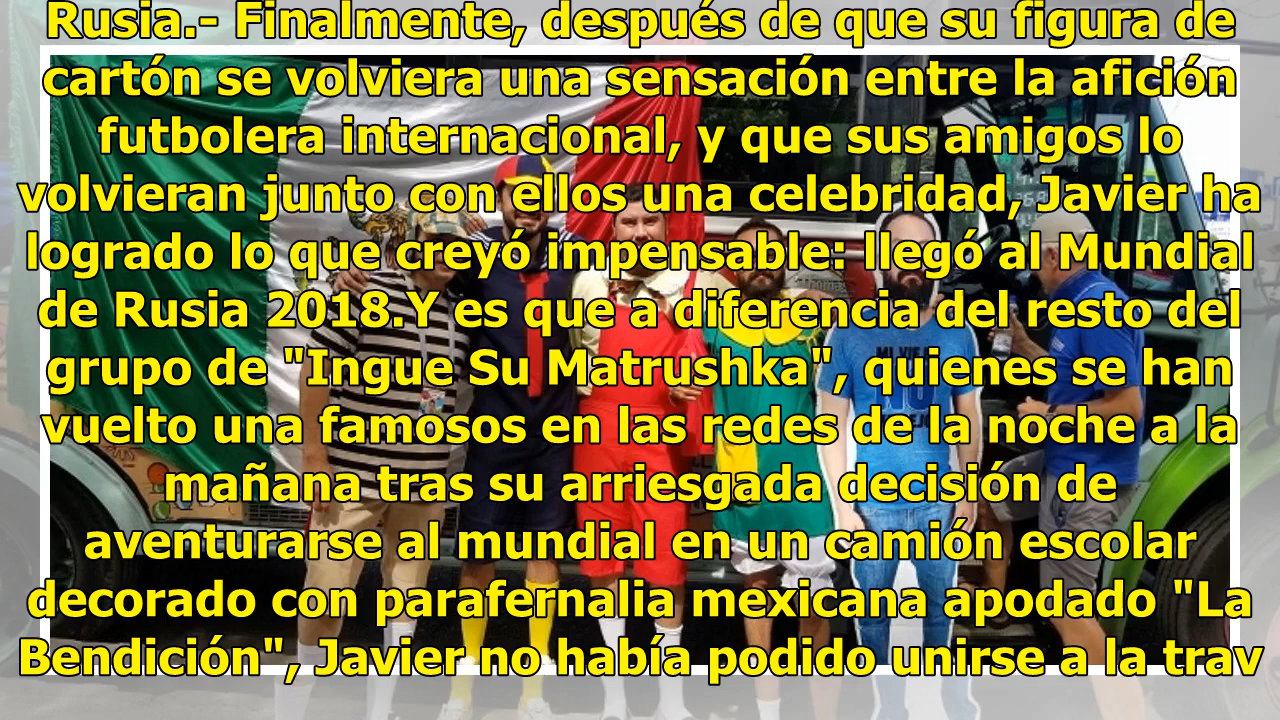 Rusia.- Finalmente, después de que su figura de
cartón se volviera una sensación entre la afición
futbolera internacional, y que sus amigos lo
volvieran junto con ellos una celebridad, Javier ha
logrado lo que creyó impensable: llegó al Mundial
de Rusia 2018.Y es que a diferencia del resto del
grupo de "Ingue Su Matrushka", quienes se han
vuelto una famosos en las redes de la noche a la
mañana tras su arriesgada decisión de
aventurarse al mundial en un camión escolar
decorado con parafernalia mexicana apodado "La
Bendición", Javier no había podido unirse a la trav